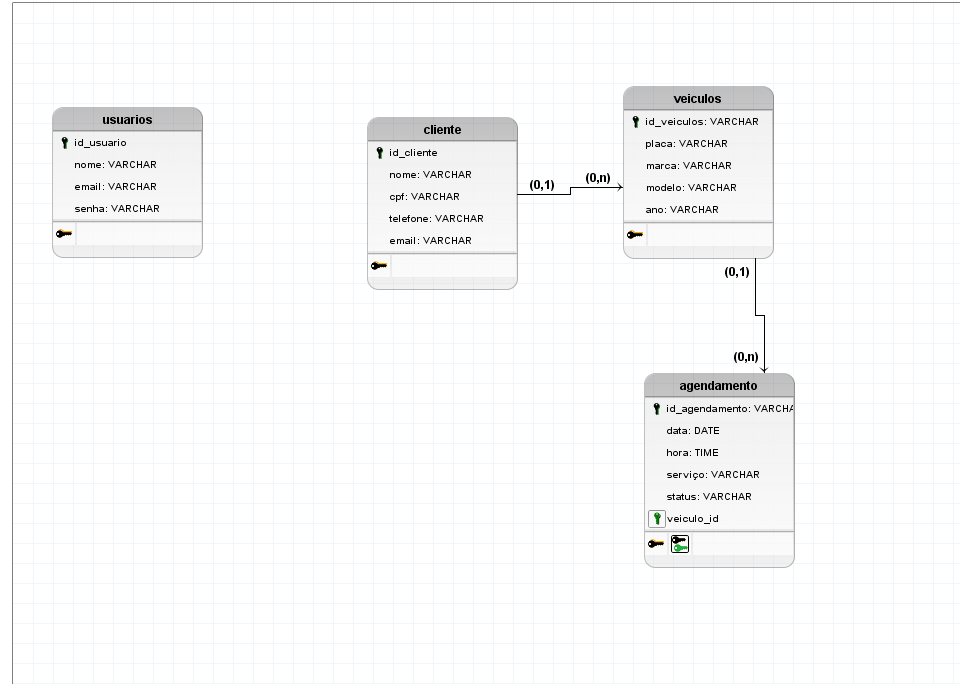 usuarios
id_usuario
nome: VARCHAR
email: VARCHAR
senha: VARCHAR
cliente
id_cliente
nome: VARCHAR
cpf: VARCHAR
telefone: VARCHAR
email: VARCHAR
(0,1)
(0,n)
veiculos
id_veiculos: VARCHAR
placa: VARCHAR
marca: VARCHAR
modelo: VARCHAR
ano: VARCHAR
(0,1)
(0,n)
agendamento
id_agendamento: VARCHA
data: DATE
hora: TIME
serviço: VARCHAR
status: VARCHAR
veiculo_id